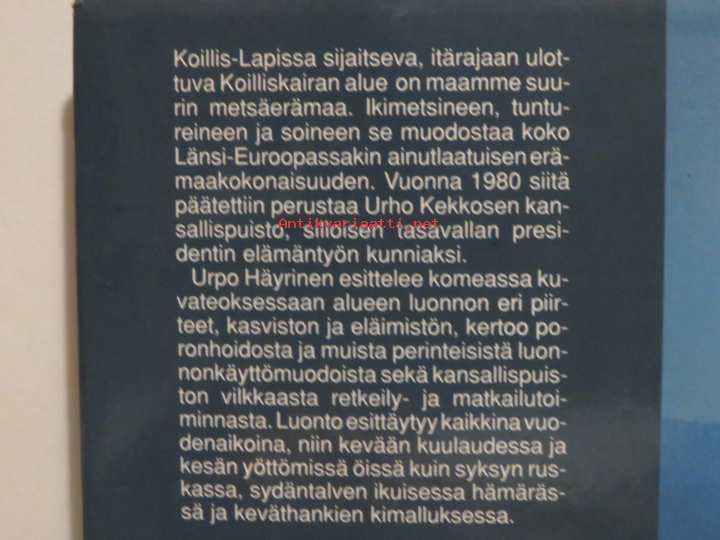 Koillis-Lapissa sijaitseva, itärajaan ulot-
tuva Koilliskairan alue on maamme suu-
rin metsäerämaa. Ikimetsineen, tuntu-
reineen ja soineen se muodostaa koko
Länsi-Euroopassakin ainutlaatuisen erä-
maakokonaisuuden. Vuonna 1980 siitä
päätettiin perustaa Urho Kekkosen kan-
Antikvariaatti.net
sallispuisto, silloisen tasavallan presi-
dentin elämäntyön kunniaksi.
Urpo Häyrinen esittelee komeassa ku-
vateoksessaan alueen luonnon eri piir-
teet, kasviston ja eläimistön, kertoo po-
ronhoidosta ja muista perinteisistä luon-
nonkäyttömuodoista sekä kansallispuis-
ton vilkkaasta retkeily- ja matkailutoi-
minnasta. Luonto esittäytyy kaikkina vuo-
denaikoina, niin kevään kuulaudessa ja
kesän yöttömissä öissä kuin syksyn rus-
kassa, sydäntalven ikuisessa hämäräs-
sä ja keväthankien kimalluksessa.